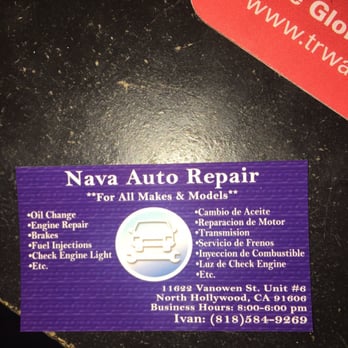 e Glo
www.trwa
Nava Auto Repair
**For All Makes & Models**
•Oil Change
•Engine Repair
•Brakes
•Fuel Injections
•Check Engine Light
•Etc.
•Cambio de Aceite
•Reparacion de Motor
•Transmision
•Servicio de Frenos
•Inyeccion de Combustible
•Luz de Check Engine
•Etc.
11622 Vanowen St. Unit #6
North Hollywood, CA 91606
Business Hours: 8:00-6:00 pm
Ivan: (818)584-9269